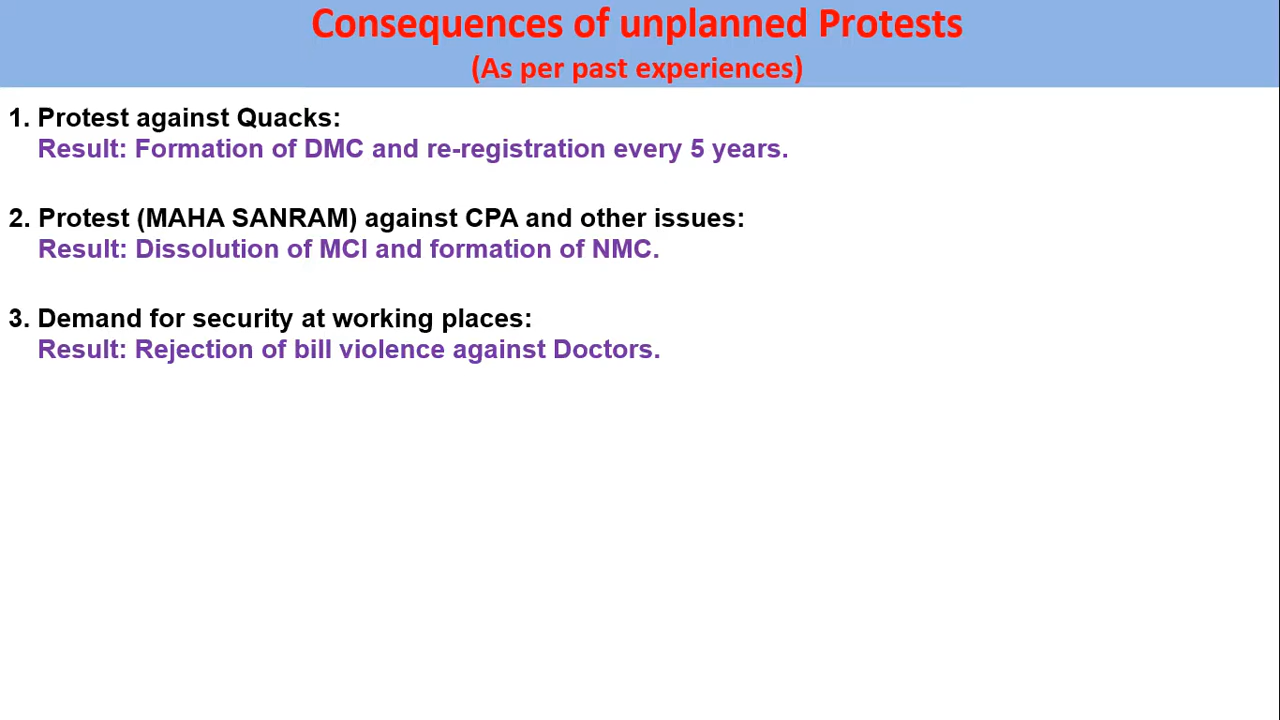 Consequences of unplanned Protests
(As per past experiences)
1. Protest against Quacks:
Result: Formation of DMC and re-registration every 5 years.
2. Protest (MAHA SANRAM) against CPA and other issues:
Result: Dissolution of MCI and formation of NMC.
3. Demand for security at working places:
Result: Rejection of bill violence against Doctors.